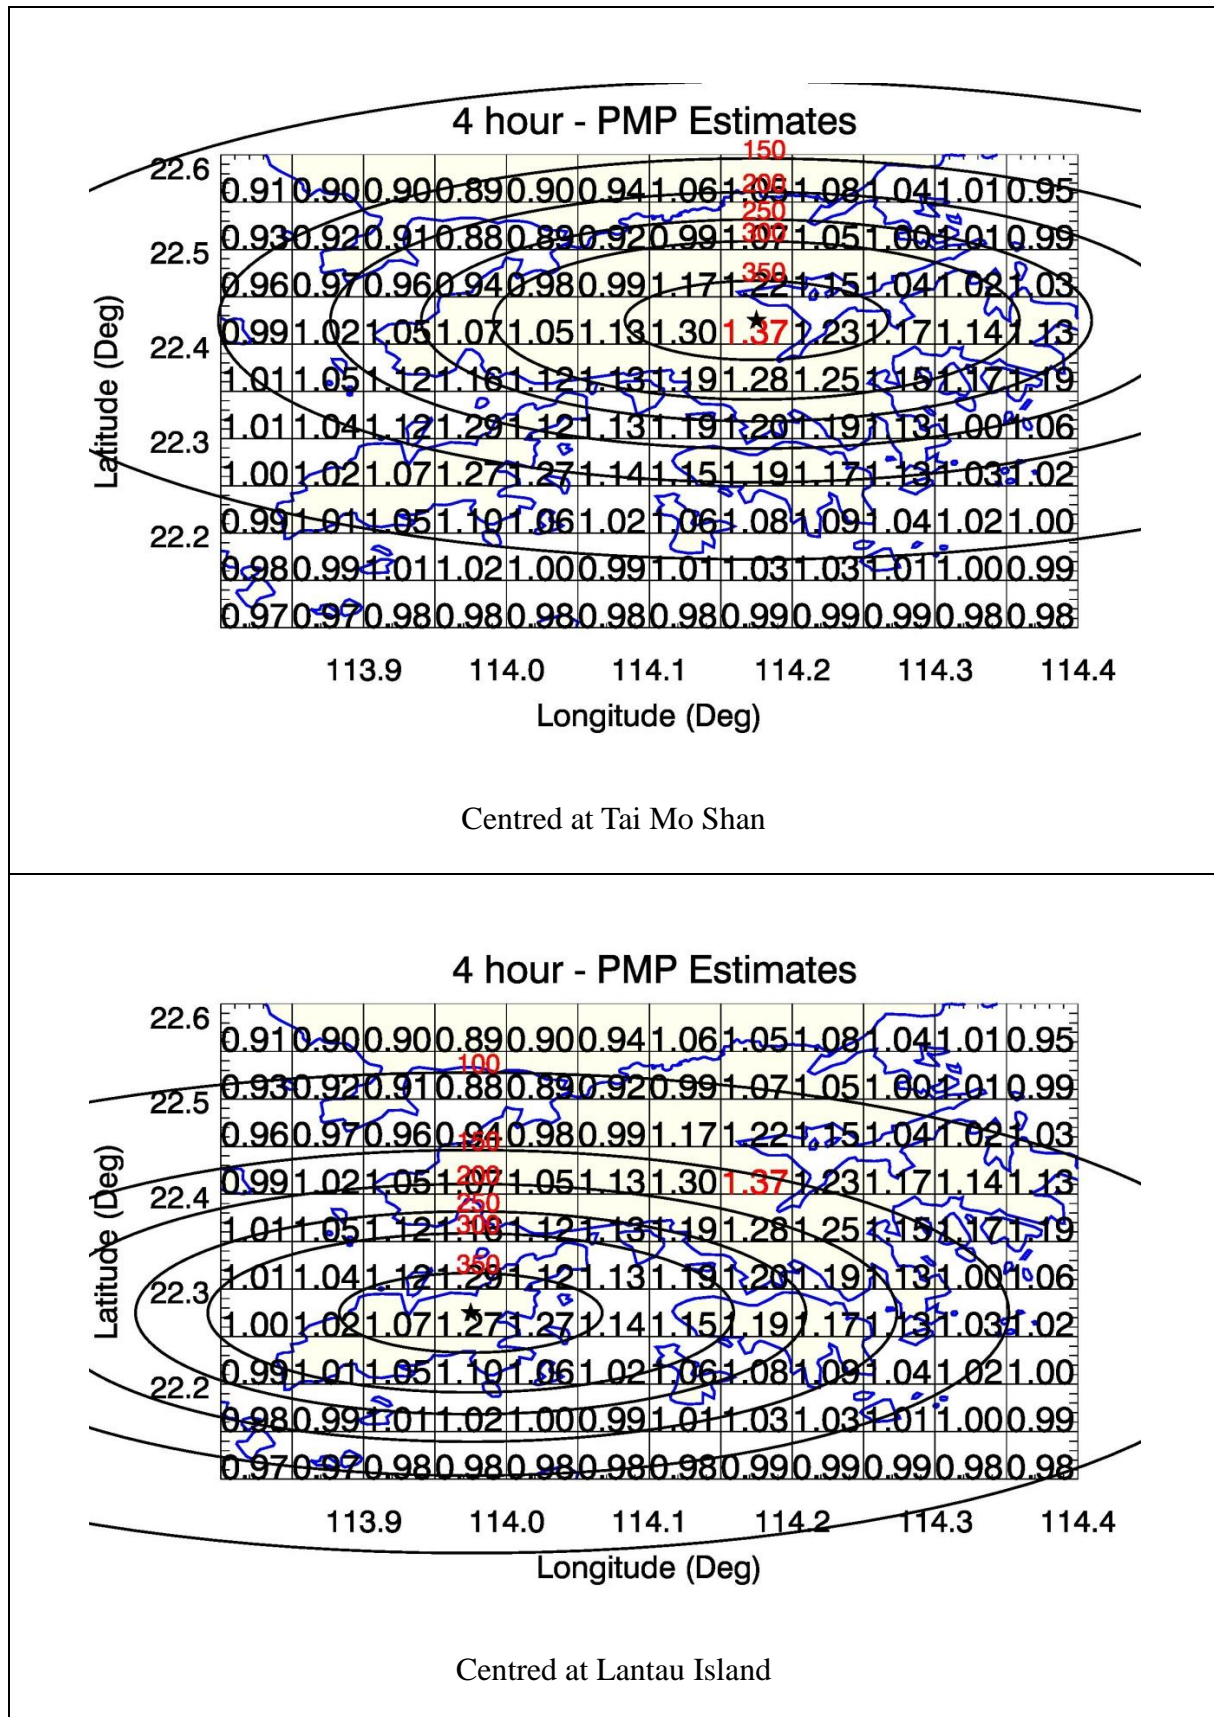 4 hour - PMP Estimates
150
22.6
0.91 0.90 0.90 0.89 0.90 0.94 1.06 1.05 1.08 1.04 1.01 0.95
200
250
0.93 0.92 0.91 0.88 0.89 0.92 0.99 1.07 1.05 1.00 1.01 0.99
300
22.5
350
0.96 0.97 0.96 0.94 0.98 0.99 1.17 1.22 1.15 1.04 1.02 1.03
0.99 1.02 1.05 1.07 1.05 1.13 1.30 1.37 1.23 1.17 1.14 1.13
22.4
1.01 1.05 1.12 1.16 1.12 1.13 1.19 1.28 1.25 1.15 1.17 1.19
1.01 1.04 1.29 1.12 1.13 1.19 1.20 1.19 1.13 1.00 1.06
22.3
1.00 1.02 1.07 1.27 1.27 1.14 1.15 1.19 1.17 1.13 1.03 1.02
0.99 1.01 1.05 1.10 1.06 1.02 1.06 1.08 1.09 1.04 1.02 1.00
22.2
0.98 0.99 1.01 1.02 1.00 0.99 1.01 1.03 1.03 1.01 1.00 0.99
0.97 0.97 0.98 0.98 0.98 0.98 0.98 0.99 0.99 0.99 0.98 0.98
Latitude (Deg)
113.9 114.0 114.1 114.2 114.3 114.4
Longitude (Deg)
Centred at Tai Mo Shan
4 hour - PMP Estimates
22.6
0.91 0.90 0.90 0.89 0.90 0.94 1.06 1.05 1.08 1.04 1.01 0.95
100
0.93 0.92 0.91 0.88 0.89 0.92 0.99 1.07 1.05 1.00 1.01 0.99
22.5
0.96 0.97 0.96 0.94 0.98 0.99 1.17 1.22 1.15 1.04 1.02 1.03
150
200
0.99 1.02 1.05 1.07 1.05 1.13 1.30 1.37 1.23 1.17 1.14 1.13
22.4
250
300
1.01 1.05 1.12 1.16 1.12 1.13 1.19 1.28 1.25 1.15 1.17 1.19
350
1.01 1.04 1.29 1.12 1.13 1.19 1.20 1.19 1.13 1.00 1.06
22.3
1.00 1.02 1.07 1.27 1.27 1.14 1.15 1.19 1.17 1.13 1.03 1.02
0.99 1.01 1.05 1.10 1.06 1.02 1.06 1.08 1.09 1.04 1.02 1.00
22.2
0.98 0.99 1.01 1.02 1.00 0.99 1.01 1.03 1.03 1.01 1.00 0.99
0.97 0.97 0.98 0.98 0.98 0.98 0.98 0.99 0.99 0.99 0.98 0.98
Latitude (Deg)
113.9 114.0 114.1 114.2 114.3 114.4
Longitude (Deg)
Centred at Lantau Island